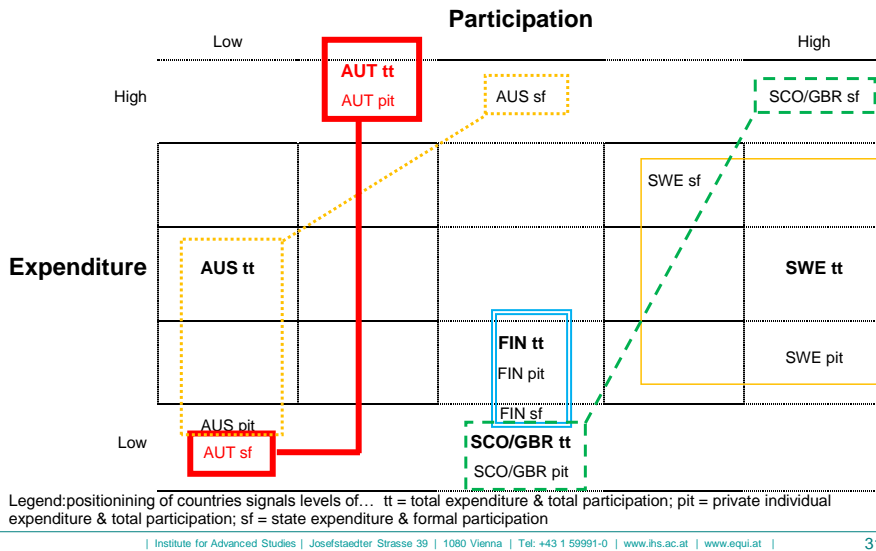 Participation
Low High
High AUT tt AUS sf SCO/GBR sf
AUT pit
SWE sf
Expenditure AUS tt SWE tt
FIN tt
FIN pit SWE pit
FIN sf
AUS pit
Low AUT sf SCO/GBR tt
SCO/GBR pit
Legend:positionining of countries signals levels of… tt = total expenditure & total participation; pit = private individual
expenditure & total participation; sf = state expenditure & formal participation
| Institute for Advanced Studies | Josefstaedter Strasse 39 | 1080 Vienna | Tel: +43 1 59991-0 | www.ihs.ac.at | www.equi.at |